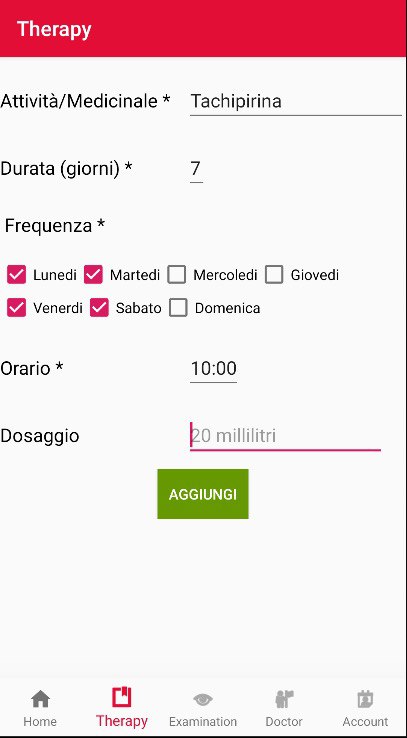 Therapy
Attività/Medicinale * Tachipirina
Durata (giorni) * 7
Frequenza *
Lunedi Martedi Mercoledi Giovedi
Venerdi Sabato Domenica
Orario * 10:00
Dosaggio 20 millilitri
AGGIUNGI
Home Therapy Examination Doctor Account